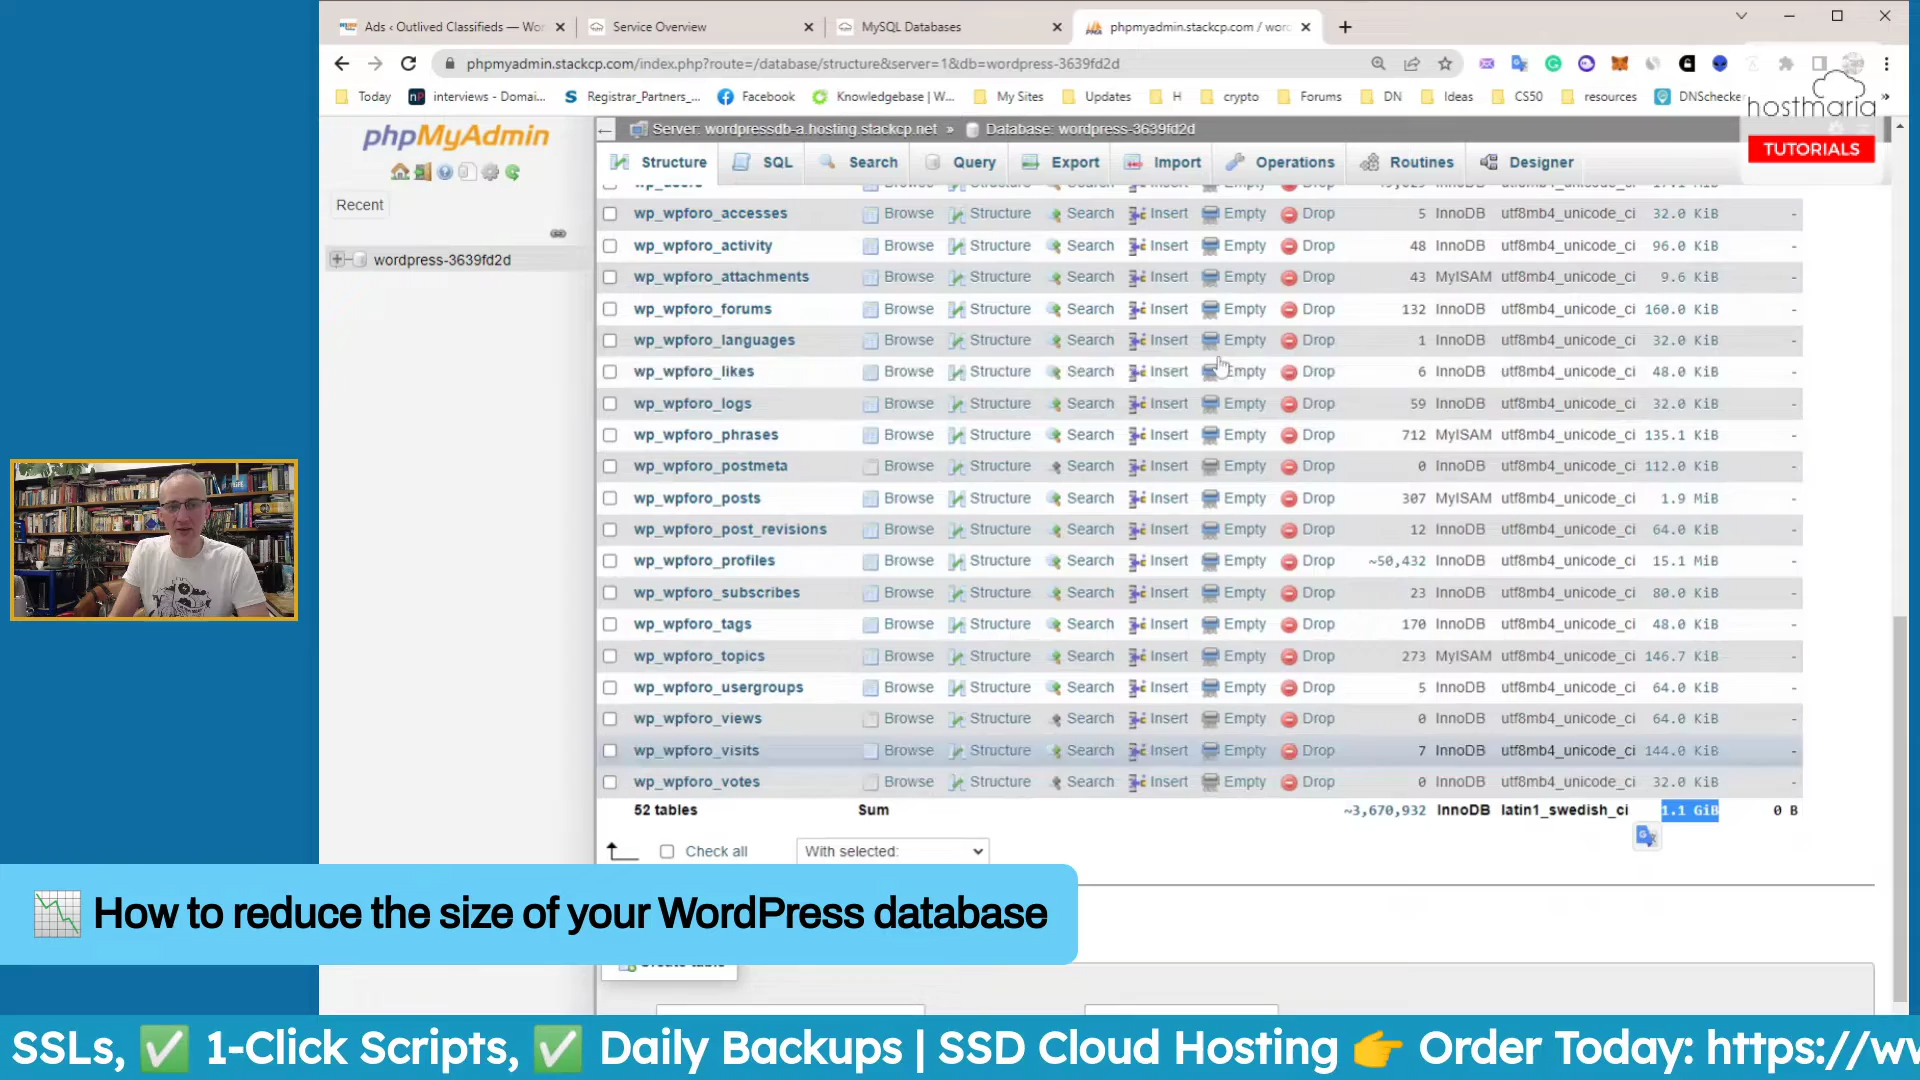 Ads ‹ Outlived Classifieds — Wo
Service Overview
MySQL Databases
phpmyadmin.stackcp.com / word
phpmyadmin.stackcp.com/index.php?route=/database/structure&server=1&db=wordpress-3639fd2d
Today
interviews - Domai...
Registrar_Partners_...
Facebook
Knowledgebase | W...
My Sites
Updates
H
crypto
Forums
DN
Ideas
CS50
resources
DNSchecke
»
hostmaria
TUTORIALS
phpMyAdmin
Recent
wordpress-3639fd2d
Server: wordpressdb-a.hosting.stackcp.net » Database: wordpress-3639fd2d
Structure SQL Search Query Export Import Operations Routines Designer
wp_users
wp_wpforo_accesses Browse Structure Search Insert Empty Drop 5 InnoDB utf8mb4_unicode_ci 32.0 KiB -
wp_wpforo_activity Browse Structure Search Insert Empty Drop 48 InnoDB utf8mb4_unicode_ci 96.0 KiB -
wp_wpforo_attachments Browse Structure Search Insert Empty Drop 43 MyISAM utf8mb4_unicode_ci 9.6 KiB -
wp_wpforo_forums Browse Structure Search Insert Empty Drop 132 InnoDB utf8mb4_unicode_ci 160.0 KiB -
wp_wpforo_languages Browse Structure Search Insert Empty Drop 1 InnoDB utf8mb4_unicode_ci 32.0 KiB -
wp_wpforo_likes Browse Structure Search Insert Empty Drop 6 InnoDB utf8mb4_unicode_ci 48.0 KiB -
wp_wpforo_logs Browse Structure Search Insert Empty Drop 59 InnoDB utf8mb4_unicode_ci 32.0 KiB -
wp_wpforo_phrases Browse Structure Search Insert Empty Drop 712 MyISAM utf8mb4_unicode_ci 135.1 KiB -
wp_wpforo_postmeta Browse Structure Search Insert Empty Drop 0 InnoDB utf8mb4_unicode_ci 112.0 KiB -
wp_wpforo_posts Browse Structure Search Insert Empty Drop 307 MyISAM utf8mb4_unicode_ci 1.9 MiB -
wp_wpforo_post_revisions Browse Structure Search Insert Empty Drop 12 InnoDB utf8mb4_unicode_ci 64.0 KiB -
wp_wpforo_profiles Browse Structure Search Insert Empty Drop ~50,432 InnoDB utf8mb4_unicode_ci 15.1 MiB -
wp_wpforo_subscribes Browse Structure Search Insert Empty Drop 23 InnoDB utf8mb4_unicode_ci 80.0 KiB -
wp_wpforo_tags Browse Structure Search Insert Empty Drop 170 InnoDB utf8mb4_unicode_ci 48.0 KiB -
wp_wpforo_topics Browse Structure Search Insert Empty Drop 273 MyISAM utf8mb4_unicode_ci 146.7 KiB -
wp_wpforo_usergroups Browse Structure Search Insert Empty Drop 5 InnoDB utf8mb4_unicode_ci 64.0 KiB -
wp_wpforo_views Browse Structure Search Insert Empty Drop 0 InnoDB utf8mb4_unicode_ci 64.0 KiB -
wp_wpforo_visits Browse Structure Search Insert Empty Drop 7 InnoDB utf8mb4_unicode_ci 144.0 KiB -
wp_wpforo_votes Browse Structure Search Insert Empty Drop 0 InnoDB utf8mb4_unicode_ci 32.0 KiB -
52 tables Sum ~3,670,932 InnoDB latin1_swedish_ci 1.1 GiB 0 B
Check all With selected:
How to reduce the size of your WordPress database
Create table
SSLs, ✅ 1-Click Scripts, ✅ Daily Backups | SSD Cloud Hosting 👉 Order Today: https://w